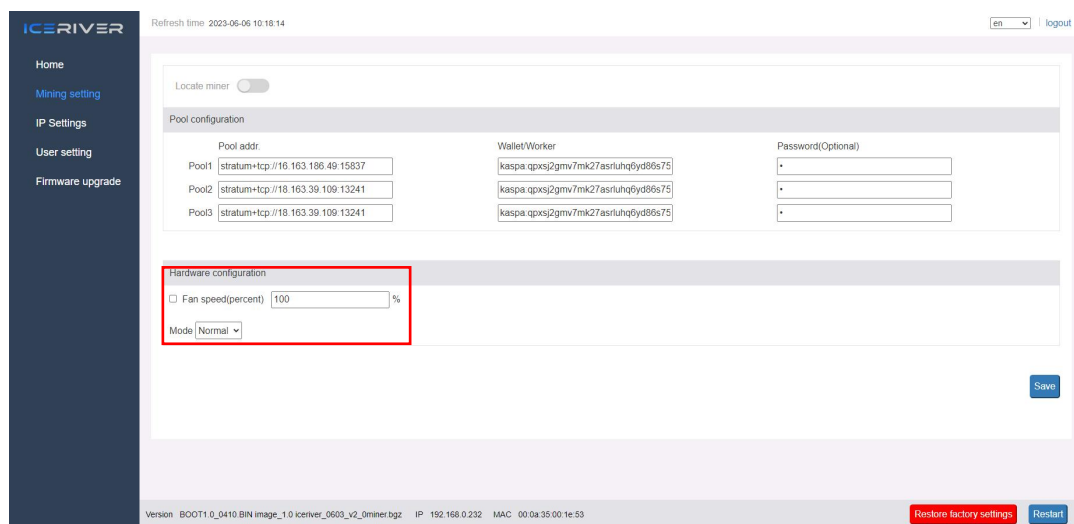 ICERIVER
Refresh time 2023-06-06 10:18:14
en
logout
Home
Mining setting
IP Settings
User setting
Firmware upgrade
Locate miner
Pool configuration
Pool addr. Wallet/Worker Password(Optional)
Pool1 stratum+tcp://16.163.186.49:15837 kaspa:qpxsj2gmv7mk27asrluhq6yd86s75 •
Pool2 stratum+tcp://18.163.39.109:13241 kaspa:qpxsj2gmv7mk27asrluhq6yd86s75 •
Pool3 stratum+tcp://18.163.39.109:13241 kaspa:qpxsj2gmv7mk27asrluhq6yd86s75 •
Hardware configuration
Fan speed(percent) 100 %
Mode Normal
Save
Version BOOT1.0_0410.BIN image_1.0 iceriver_0603_v2_0miner.bgz IP 192.168.0.232 MAC 00:0a:35:00:1e:53
Restore factory settings
Restart